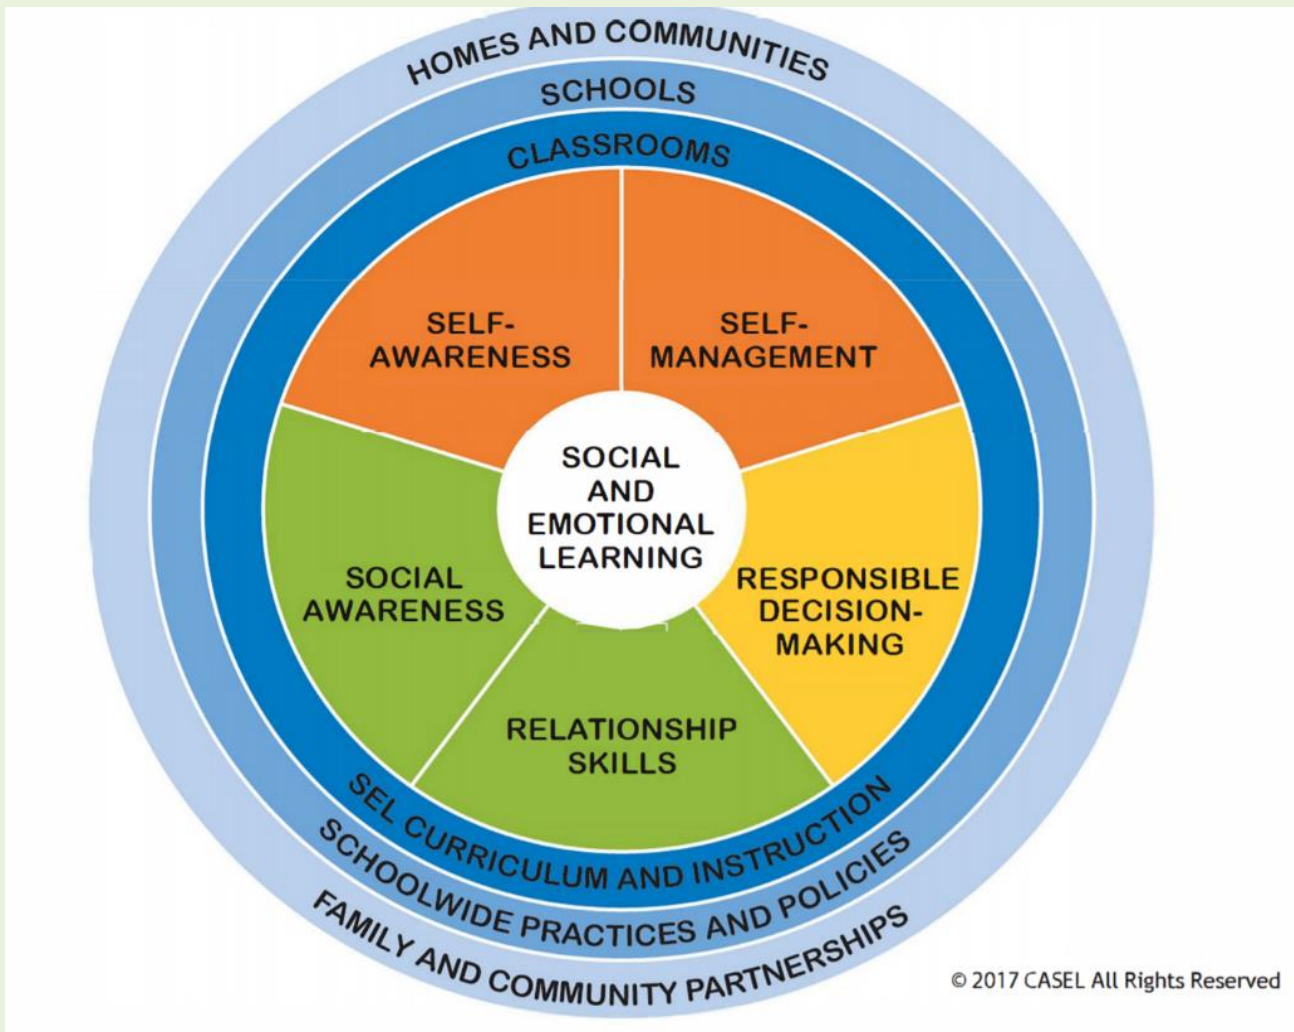 HOMES AND COMMUNITIES
SCHOOLS
CLASSROOMS
SELF-
AWARENESS
SELF-
MANAGEMENT
SOCIAL
AND
EMOTIONAL
LEARNING
SOCIAL
AWARENESS
RESPONSIBLE
DECISION-
MAKING
RELATIONSHIP
SKILLS
SEL CURRICULUM AND INSTRUCTION
SCHOOLWIDE PRACTICES AND POLICIES
FAMILY AND COMMUNITY PARTNERSHIPS
© 2017 CASEL All Rights Reserved